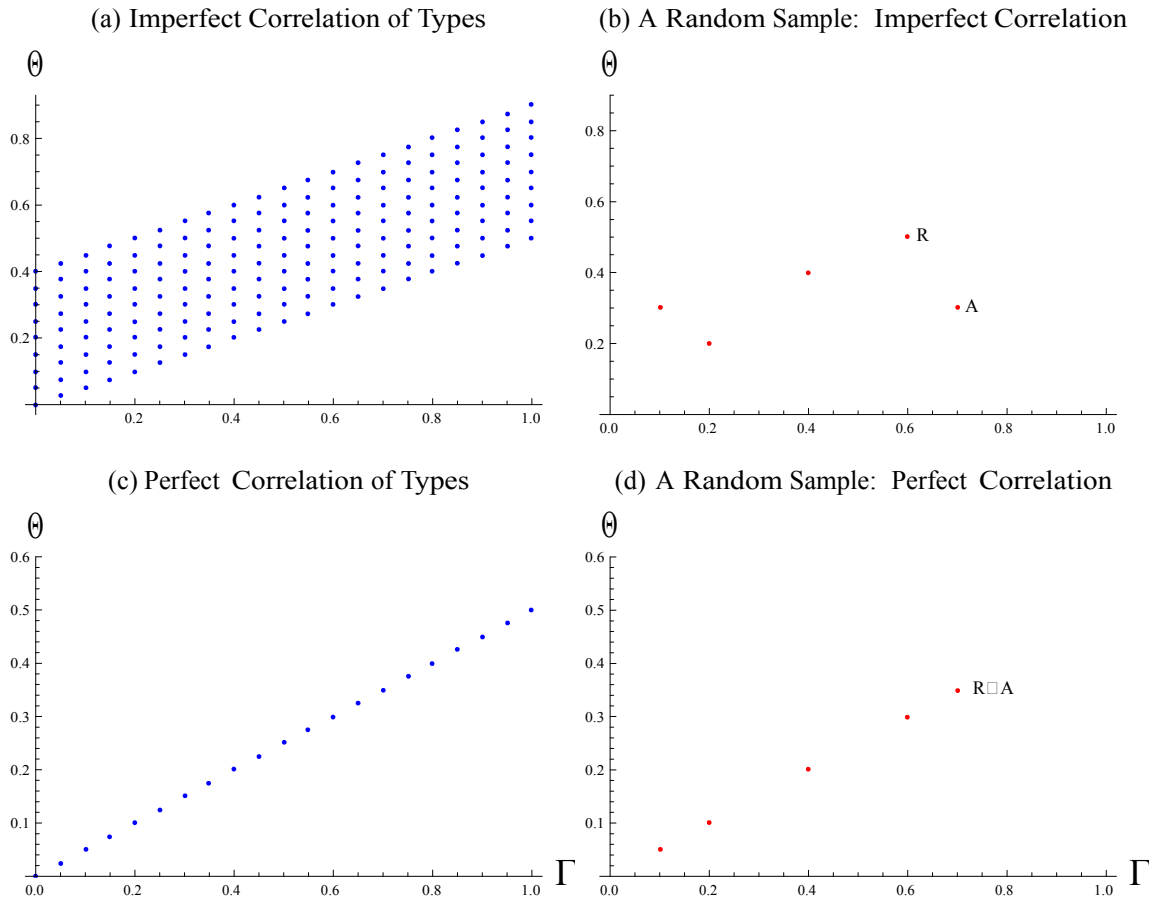 (a) Imperfect Correlation of Types
Θ
0.8
0.6
0.4
0.2
0.2 0.4 0.6 0.8 1.0
(b) A Random Sample: Imperfect Correlation
Θ
0.8
0.6
R
0.4
A
0.2
0.0 0.2 0.4 0.6 0.8 1.0
(c) Perfect Correlation of Types
Θ
0.6
0.5
0.4
0.3
0.2
0.1
0.0 0.2 0.4 0.6 0.8 1.0
Γ
(d) A Random Sample: Perfect Correlation
Θ
0.6
0.5
0.4
R□A
0.3
0.2
0.1
0.0 0.2 0.4 0.6 0.8 1.0
Γ